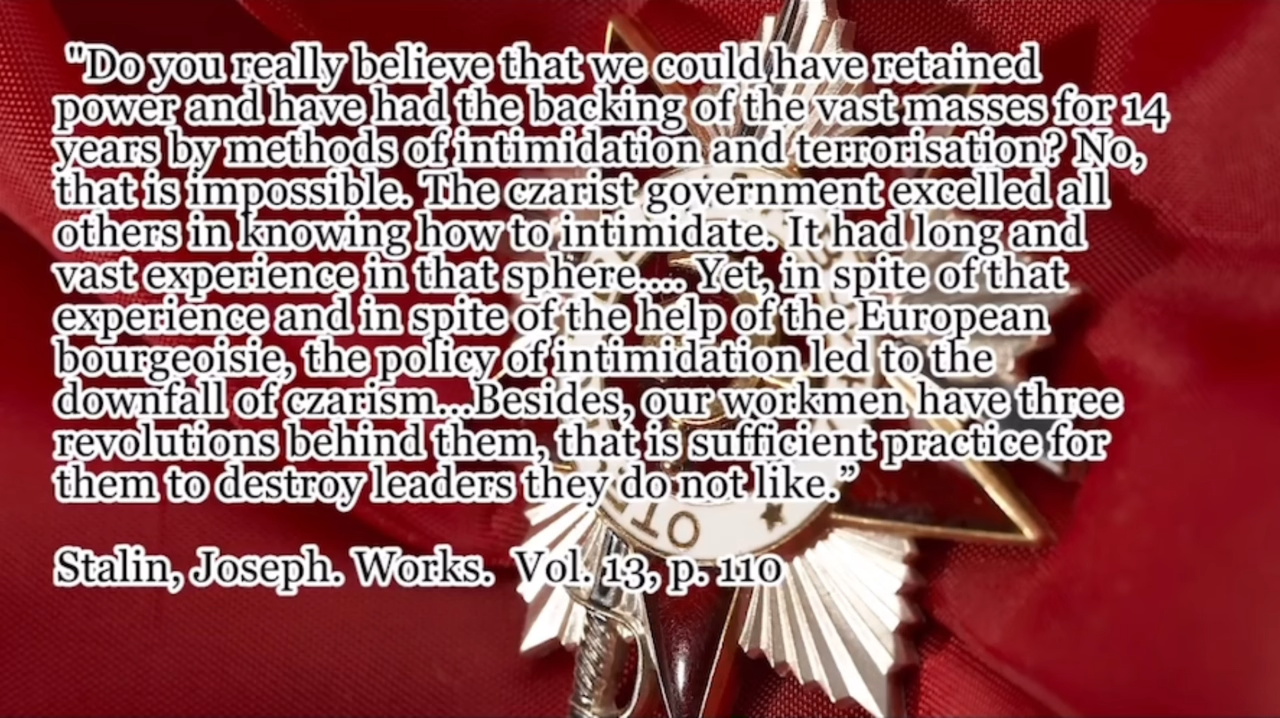 "Do you really believe that we could have retained
power and have had the backing of the vast masses for 14
years by methods of intimidation and terrorisation? No,
that is impossible. The czarist government excelled all
others in knowing how to intimidate. It had long and
vast experience in that sphere.... Yet, in spite of that
experience and in spite of the help of the European
bourgeoisie, the policy of intimidation led to the
downfall of czarism...Besides, our workmen have three
revolutions behind them, that is sufficient practice for
them to destroy leaders they do not like.”
Stalin, Joseph. Works. Vol. 13, p. 110